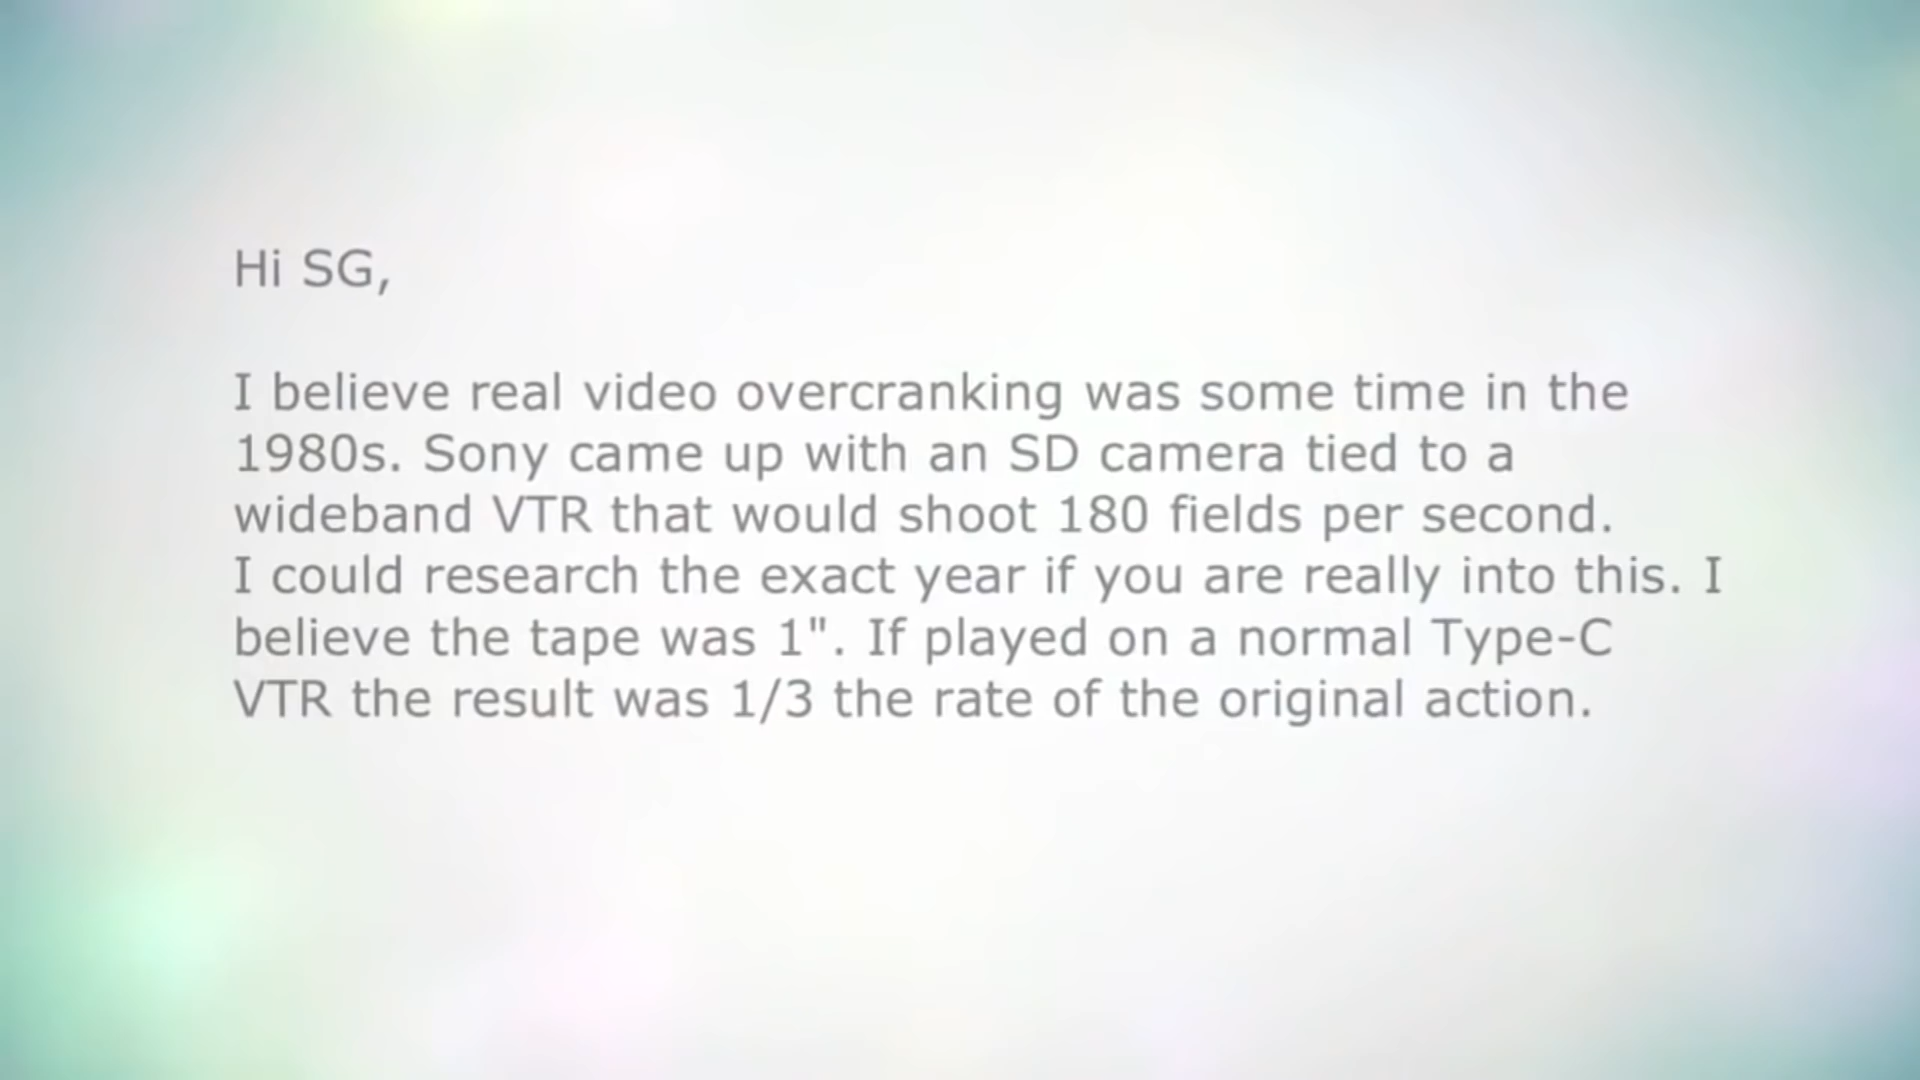 Hi SG,
I believe real video overcranking was some time in the
1980s. Sony came up with an SD camera tied to a
wideband VTR that would shoot 180 fields per second.
I could research the exact year if you are really into this. I
believe the tape was 1". If played on a normal Type-C
VTR the result was 1/3 the rate of the original action.